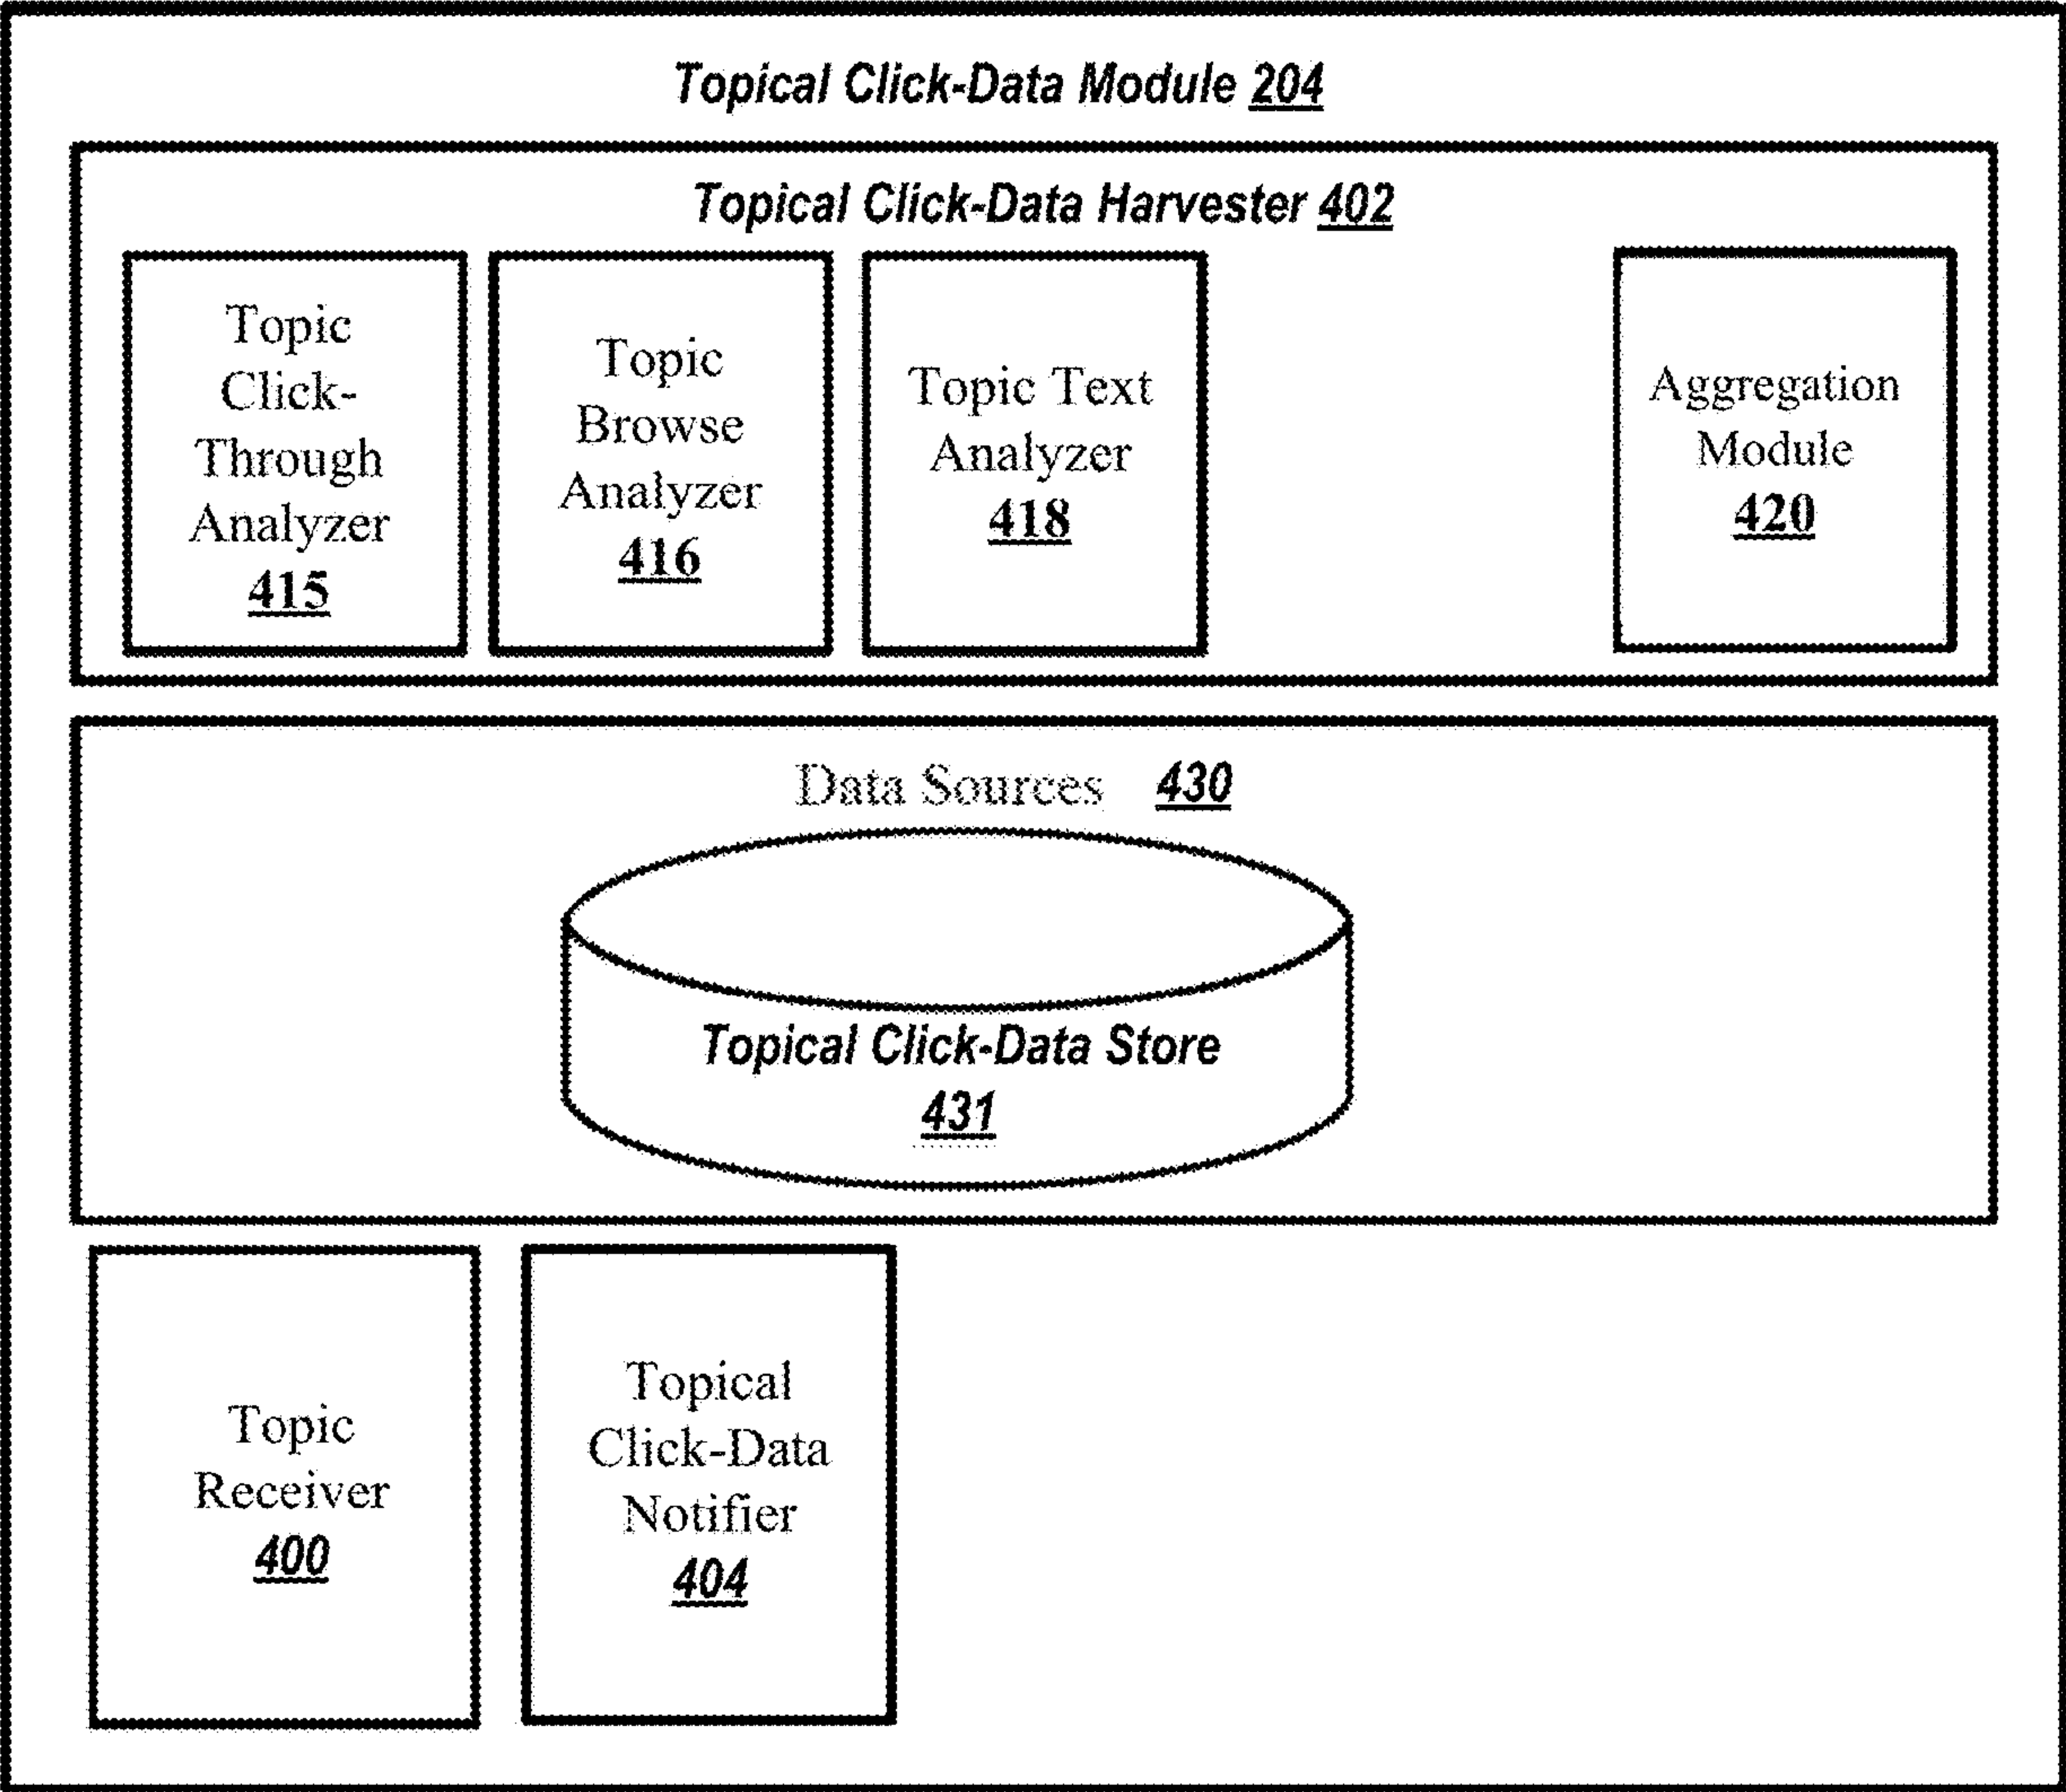 Topical Click-Data Module 204
Topical Click-Data Harvester 402
Topic
Click-
Through
Analyzer
415
Topic
Browse
Analyzer
416
Topic Text
Analyzer
418
Aggregation
Module
420
Data Sources 430
Topical Click-Data Store
431
Topic
Receiver
400
Topical
Click-Data
Notifier
404